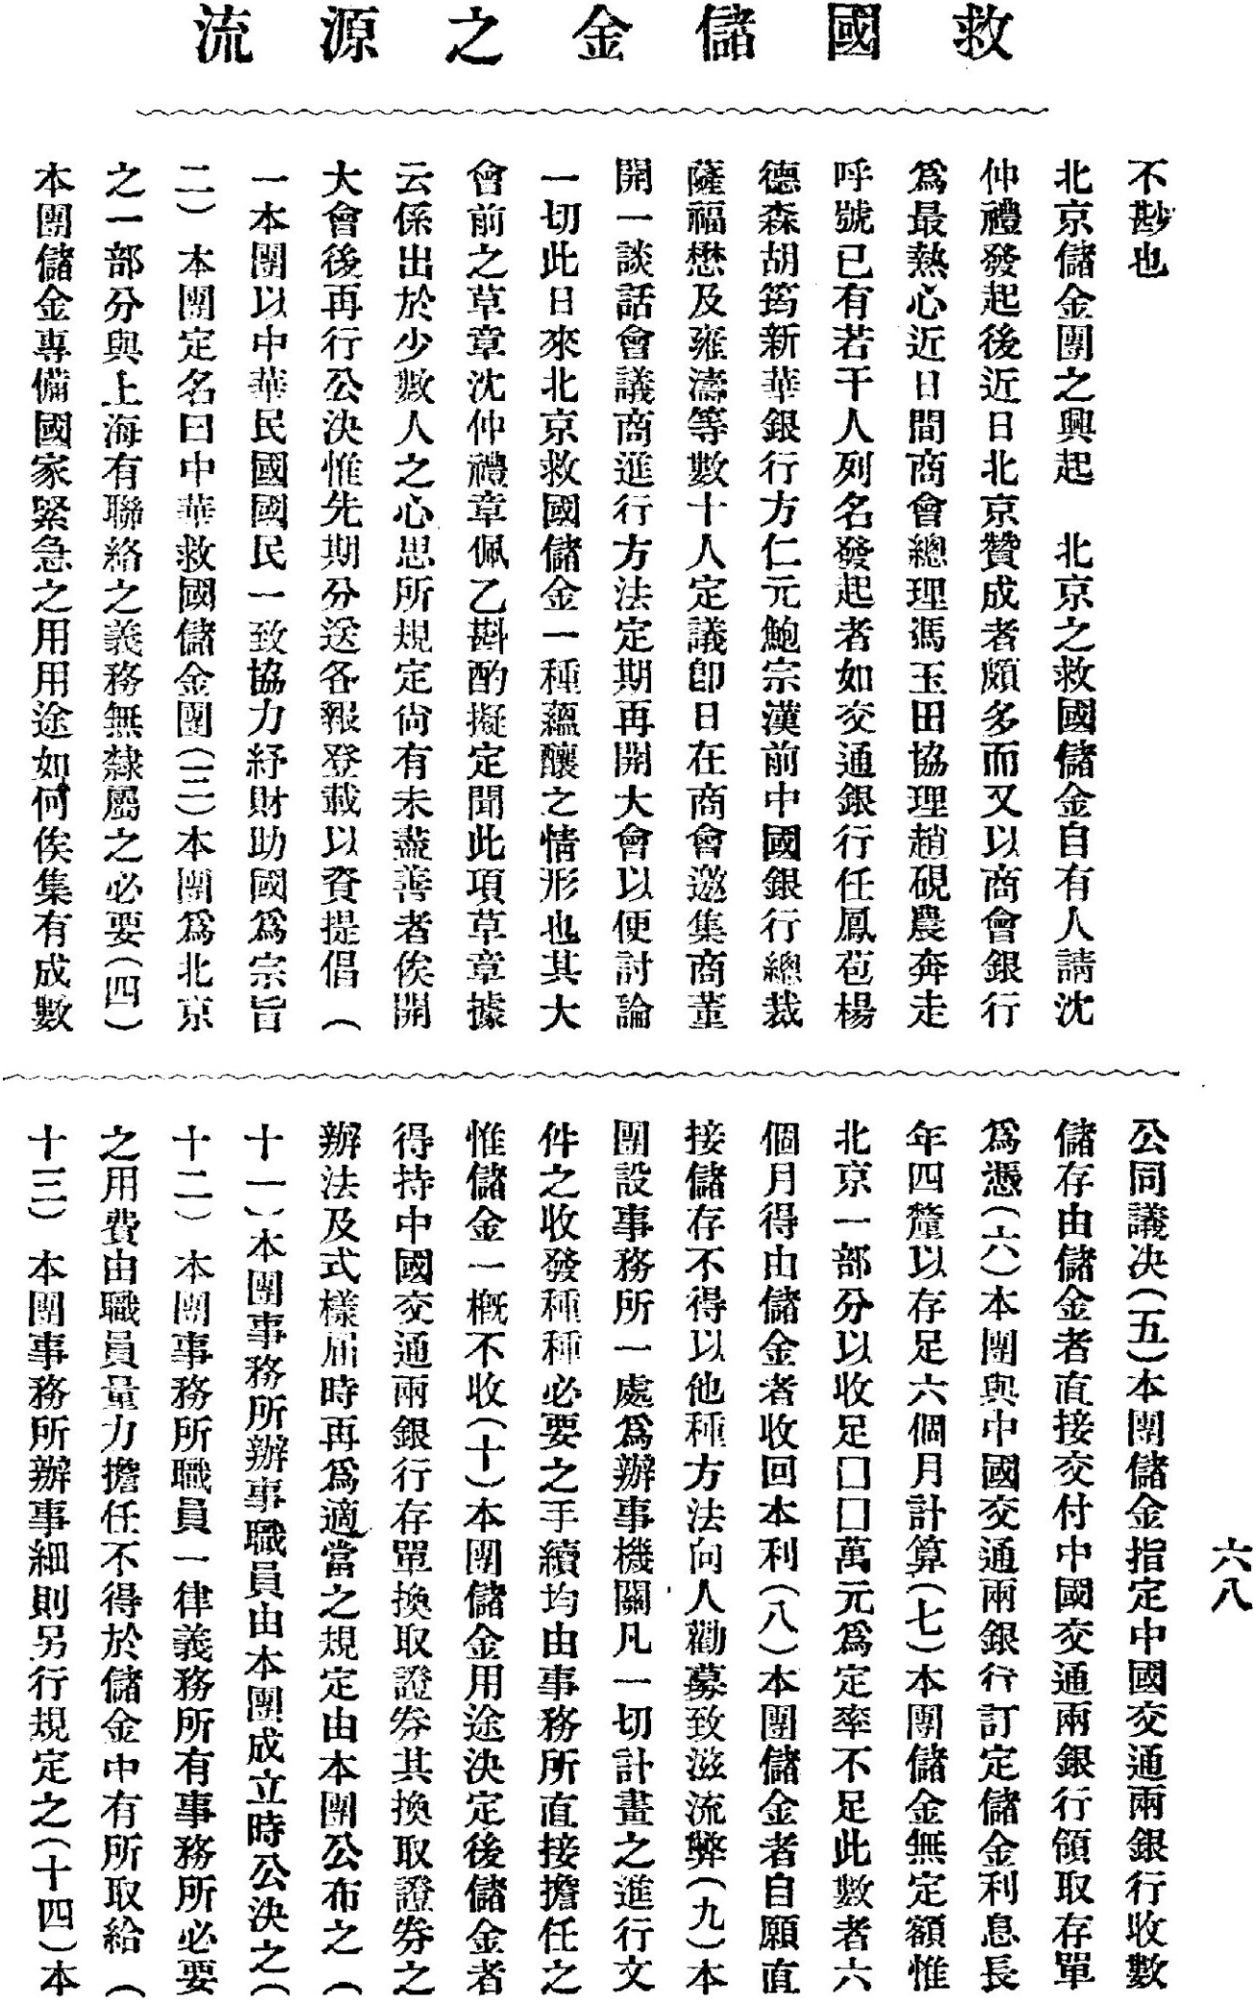 救國儲金之源流
不尠也
北京儲金團之興起　北京之救國儲金自有人請沈
仲禮發起後近日北京贊成者頗多而又以商會銀行
爲最熱心近日間商會總理馮玉田協理趙硯農奔走
呼號已有若干人列名發起者如交通銀行任鳳苞楊
德森胡筠新華銀行方仁元鮑宗漢前中國銀行總裁
薩福懋及雍濤等數十人定議卽日在商會邀集商董
開一談話會議商進行方法定期再開大會以便討論
一切此日來北京救國儲金一種蘊釀之情形也其大
會前之草章沈仲禮章佩乙斟酌擬定聞此項草章據
云係出於少數人之心思所規定尙有未盡善者俟開
大會後再行公決惟先期分送各報登載以資提倡（
一本團以中華民國國民一致協力紓財助國爲宗旨
二）本團定名曰中華救國儲金團（三）本團爲北京
之一部分與上海有聯絡之義務無隸屬之必要（四）
本團儲金專備國家緊急之用用途如何俟集有成數
公同議決（五）本團儲金指定中國交通兩銀行收數
儲存由儲金者直接交付中國交通兩銀行領取存單
爲憑（六）本團與中國交通兩銀行訂定儲金利息長
年四釐以存足六個月計算（七）本團儲金無定額惟
北京一部分以收足□□萬元爲定率不足此數者六
個月得由儲金者收回本利（八）本團儲金者自願直
接儲存不得以他種方法向人勸募致滋流弊（九）本
團設事務所一處爲辦事機關凡一切計畫之進行文
件之收發種種必要之手續均由事務所直接擔任之
惟儲金一槪不收（十）本團儲金用途決定後儲金者
得持中國交通兩銀行存單換取證券其換取證券之
辦法及式樣屆時再爲適當之規定由本團公布之（
十一）本團事務所辦事職員由本團成立時公決之（
十二）本團事務所職員一律義務所有事務所必要
之用費由職員量力擔任不得於儲金中有所取給（
十三）本團事務所辦事細則另行規定之（十四）本
六八